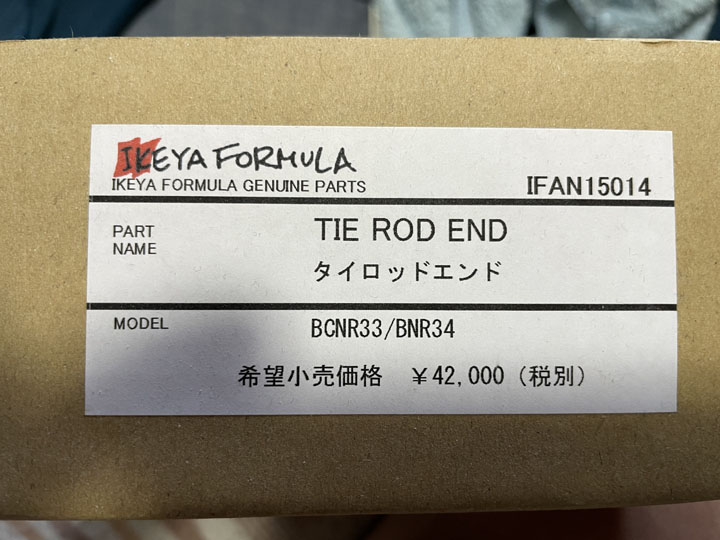 IKEYA FORMULA
IKEYA FORMULA GENUINE PARTS
IFAN15014
PART
NAME
TIE ROD END
タイロッドエンド
MODEL
BCNR33/BNR34
希望小売価格 ￥42,000（税別）